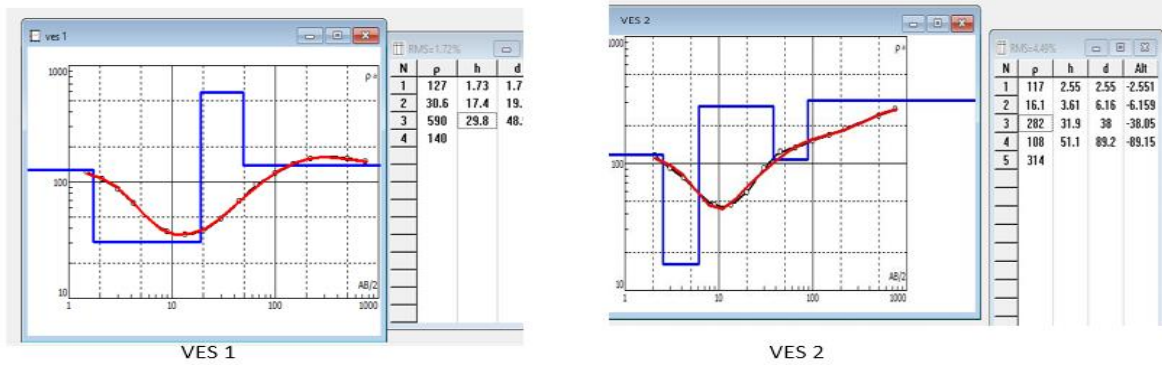 ves 1
1000
ρ a
100
10
AB/2
1 10 100 1000
RMS=1.72%
N ρ h d
1 127 1.73 1.7
2 30.6 17.4 19.
3 590 29.8 48.
4 140
VES 1
VES 2
1000
ρ a
100
10
AB/2
1 10 100 1000
RMS=4.49%
N ρ h d Alt
1 117 2.55 2.55 -2.551
2 16.1 3.61 6.16 -6.159
3 282 31.9 38 -38.05
4 108 51.1 89.2 -89.15
5 314
VES 2